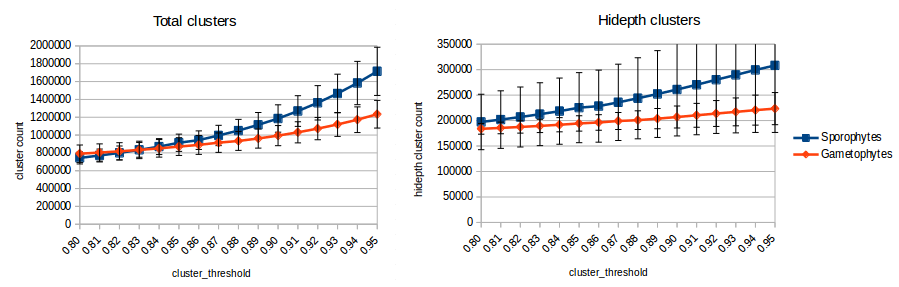 Total clusters
cluster count
2000000
1800000
1600000
1400000
1200000
1000000
800000
600000
400000
200000
0
0.80 0.81 0.82 0.83 0.84 0.85 0.86 0.87 0.88 0.89 0.90 0.91 0.92 0.93 0.94 0.95
cluster_threshold
Hidepth clusters
hidepth cluster count
350000
300000
250000
200000
150000
100000
50000
0
0.80 0.81 0.82 0.83 0.84 0.85 0.86 0.87 0.88 0.89 0.90 0.91 0.92 0.93 0.94 0.95
cluster_threshold
Sporophytes
Gametophytes